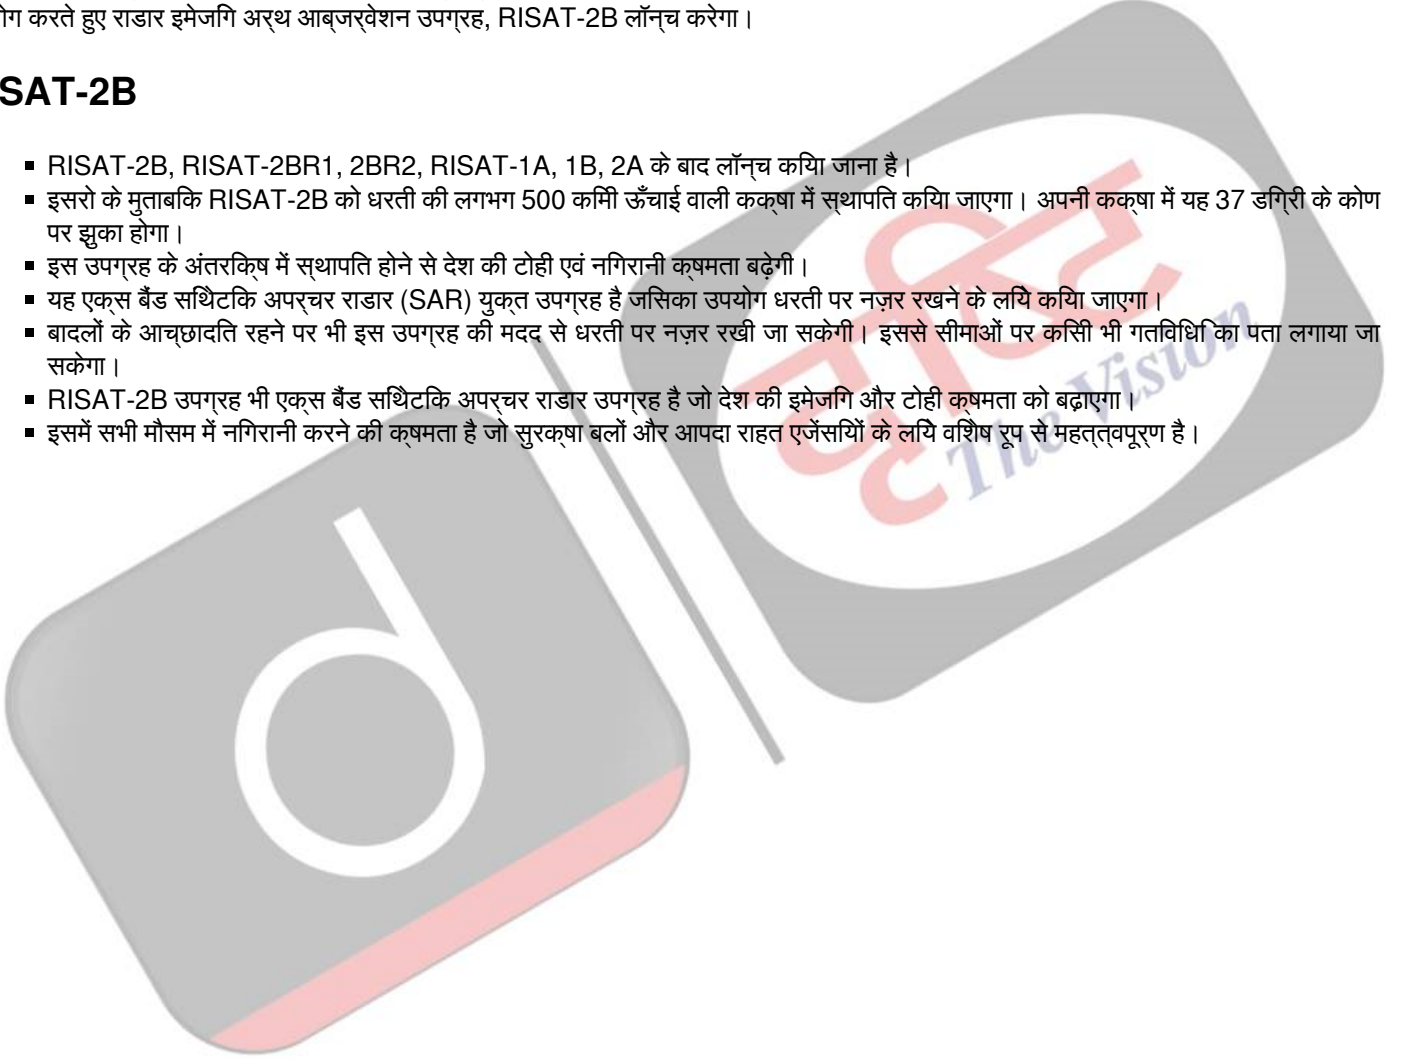 ोग करते हुए राडार इमेजिंग अर्थ आब्जर्वेशन उपग्रह, RISAT-2B लॉन्च करेगा।
SAT-2B
RISAT-2B, RISAT-2BR1, 2BR2, RISAT-1A, 1B, 2A के बाद लॉन्च किया जाना है।
इसरो के मुताबिक RISAT-2B को धरती की लगभग 500 किमी ऊँचाई वाली कक्षा में स्थापित किया जाएगा। अपनी कक्षा में यह 37 डिग्री के कोण
पर झुका होगा।
इस उपग्रह के अंतरिक्ष में स्थापित होने से देश की टोही एवं निगरानी क्षमता बढ़ेगी।
यह एक्स बैंड सिंथेटिक अपर्चर राडार (SAR) युक्त उपग्रह है जिसका उपयोग धरती पर नज़र रखने के लिये किया जाएगा।
बादलों के आच्छादित रहने पर भी इस उपग्रह की मदद से धरती पर नज़र रखी जा सकेगी। इससे सीमाओं पर किसी भी गतिविधि का पता लगाया जा
सकेगा।
RISAT-2B उपग्रह भी एक्स बैंड सिंथेटिक अपर्चर राडार उपग्रह है जो देश की इमेजिंग और टोही क्षमता को बढ़ाएगा।
इसमें सभी मौसम में निगरानी करने की क्षमता है जो सुरक्षा बलों और आपदा राहत एजेंसियों के लिये विशेष रूप से महत्त्वपूर्ण है।
दृष्टि
The Vision
d